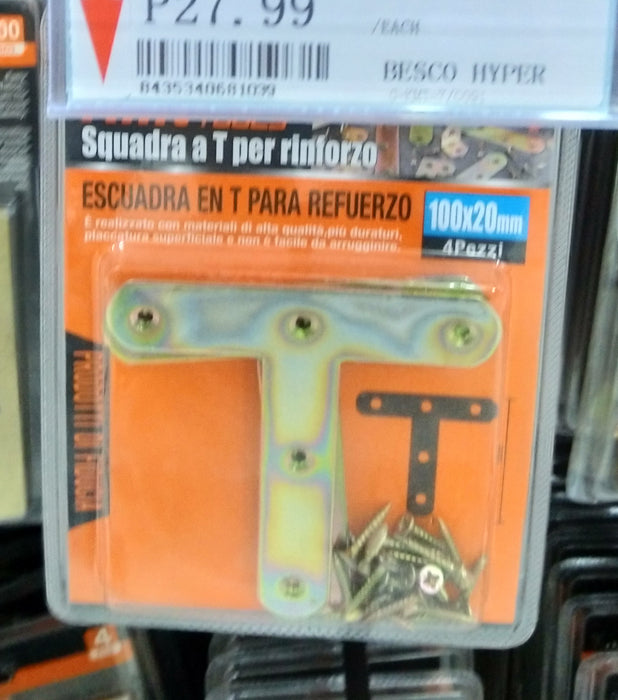 P27.99
/EACH
8435340681039
BESCO HYPER
Squadra a T per rinforzo
ESCUADRA EN T PARA REFUERZO
100x20mm
È realizzato con materiali di alta qualità,più duraturi,
placcatura superficiale e non è facile da arrugginire.
4Pezzi